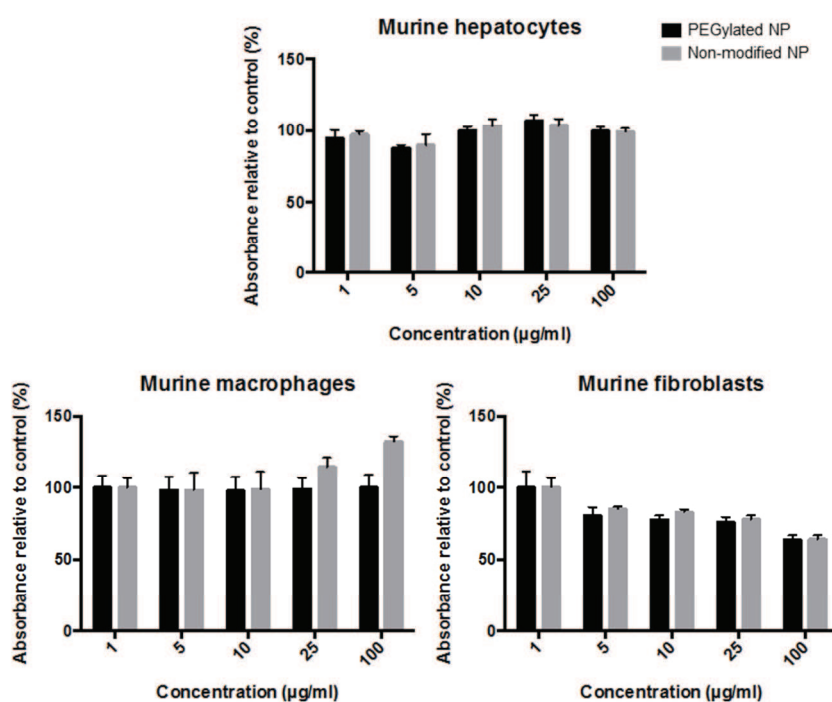 Murine hepatocytes
PEGylated NP
Non-modified NP
Absorbance relative to control (%)
150
100
50
0
1
5
10
25
100
Concentration (µg/ml)
Murine macrophages
Absorbance relative to control (%)
150
100
50
0
1
5
10
25
100
Concentration (µg/ml)
Murine fibroblasts
Absorbance relative to control (%)
150
100
50
0
1
5
10
25
100
Concentration (µg/ml)